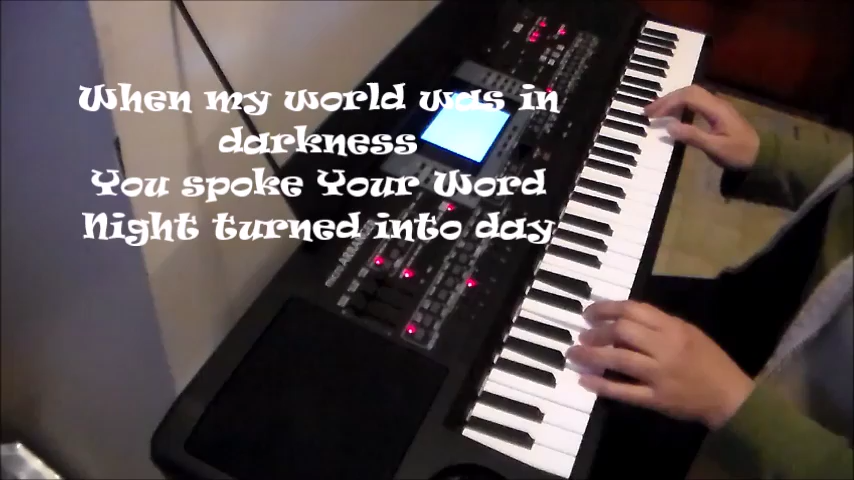 When my world was in
darkness
You spoke Your Word
Night turned into day